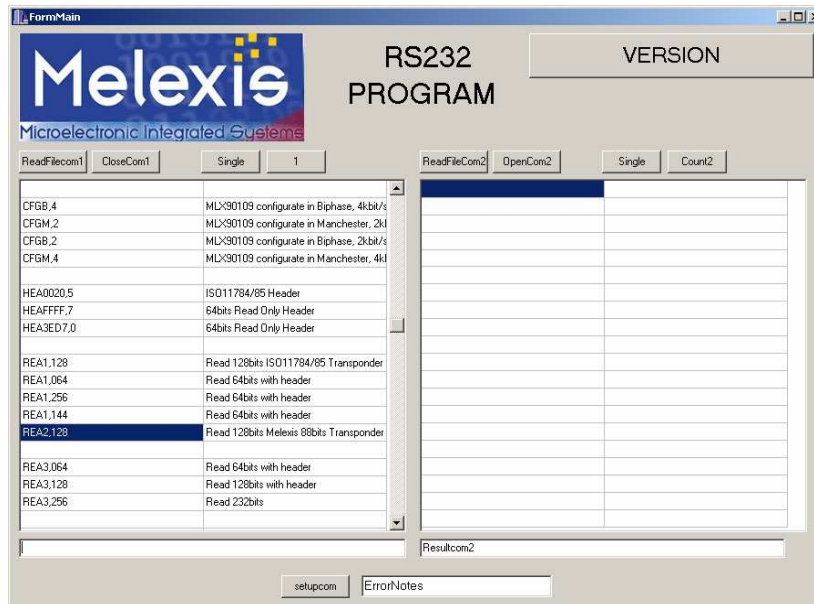 FormMain
Melexis
Microelectronic Integrated Systems
RS232
PROGRAM
VERSION
ReadFilecom1 CloseCom1 Single 1
ReadFileCom2 OpenCom2 Single Count2
CFGB,4 MLX90109 configurate in Biphase, 4kbit/s
CFGM,2 MLX90109 configurate in Manchester, 2kl
CFGB,2 MLX90109 configurate in Biphase, 2kbit/s
CFGM,4 MLX90109 configurate in Manchester, 4kl
HEA0020,5 ISO11784/85 Header
HEAFFFF,7 64bits Read Only Header
HEA3ED7,0 64bits Read Only Header
REA1,128 Read 128bits ISO11784/85 Transponder
REA1,064 Read 64bits with header
REA1,256 Read 64bits with header
REA1,144 Read 64bits with header
REA2,128 Read 128bits Melexis 88bits Transponder
REA3,064 Read 64bits with header
REA3,128 Read 128bits with header
REA3,256 Read 232bits
Resultcom2
setupcom ErrorNotes